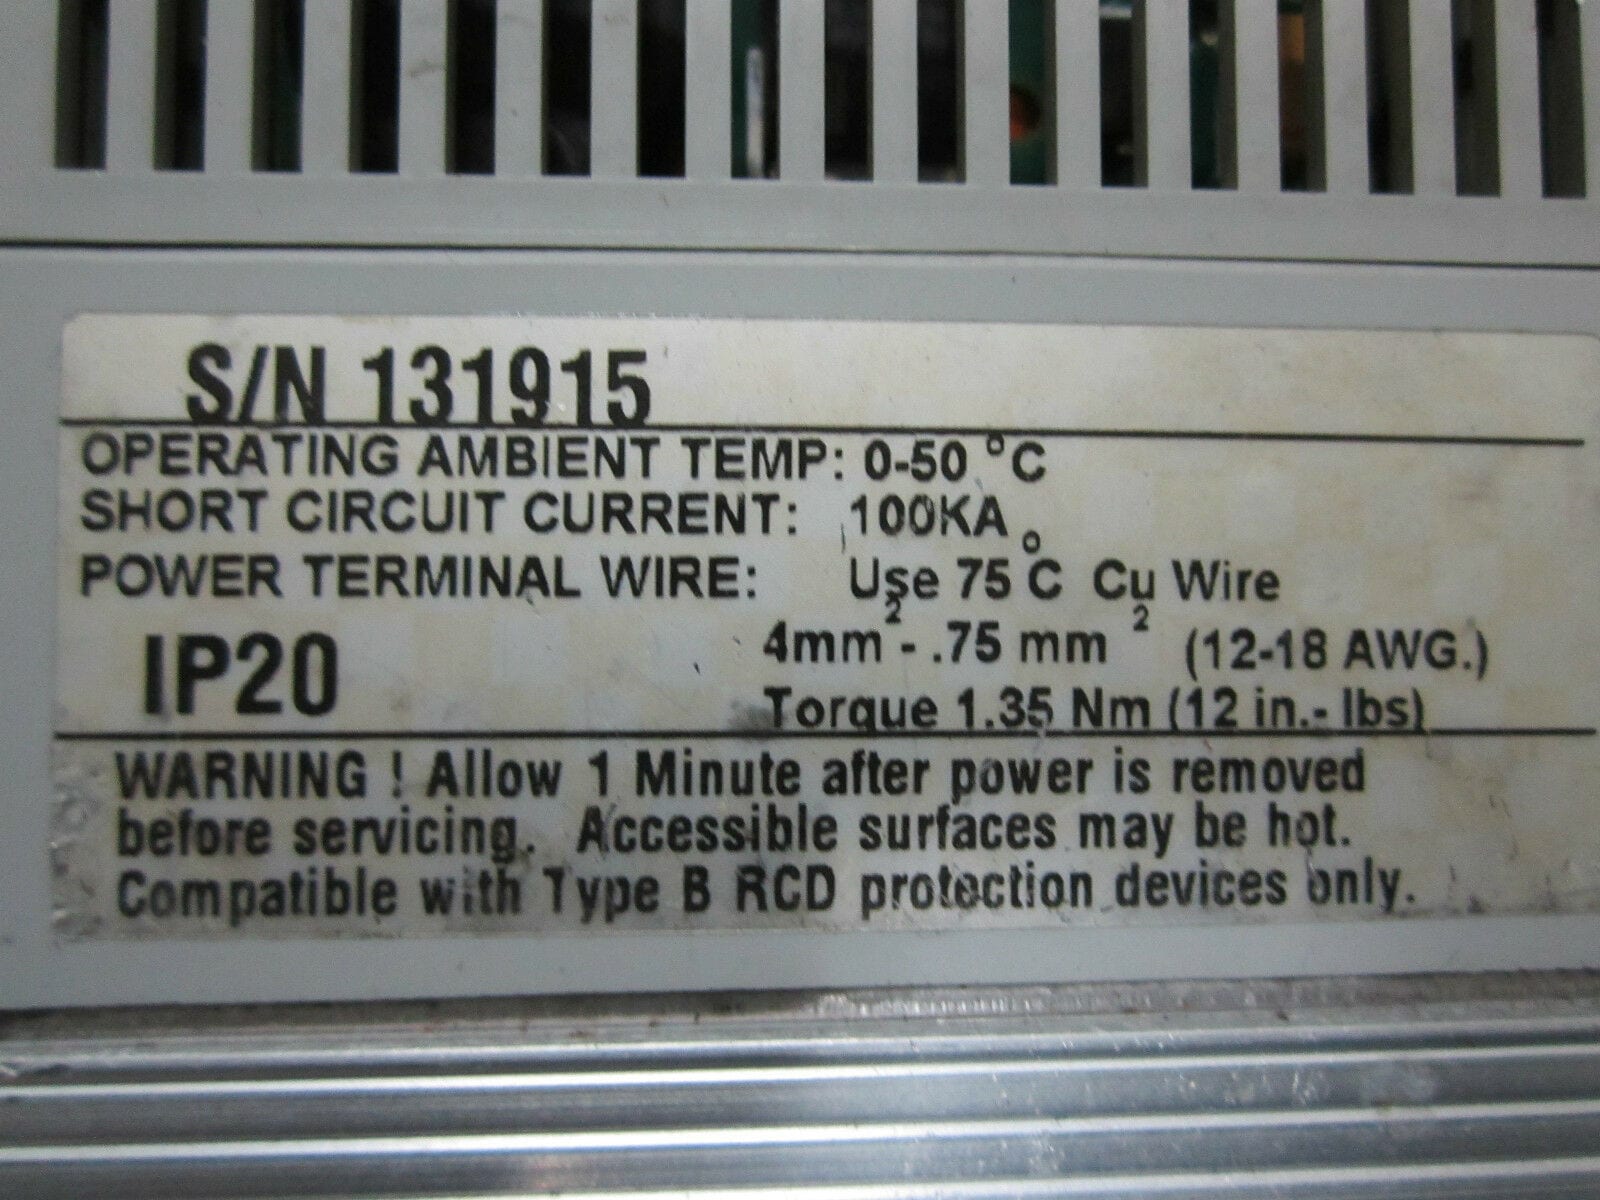 S/N 131915
OPERATING AMBIENT TEMP: 0-50 °C
SHORT CIRCUIT CURRENT: 100KA
POWER TERMINAL WIRE: Use 75°C Cu Wire
4mm² - .75 mm² (12-18 AWG.)
IP20
Torque 1.35 Nm (12 in.- lbs)
WARNING ! Allow 1 Minute after power is removed
before servicing. Accessible surfaces may be hot.
Compatible with Type B RCD protection devices only.